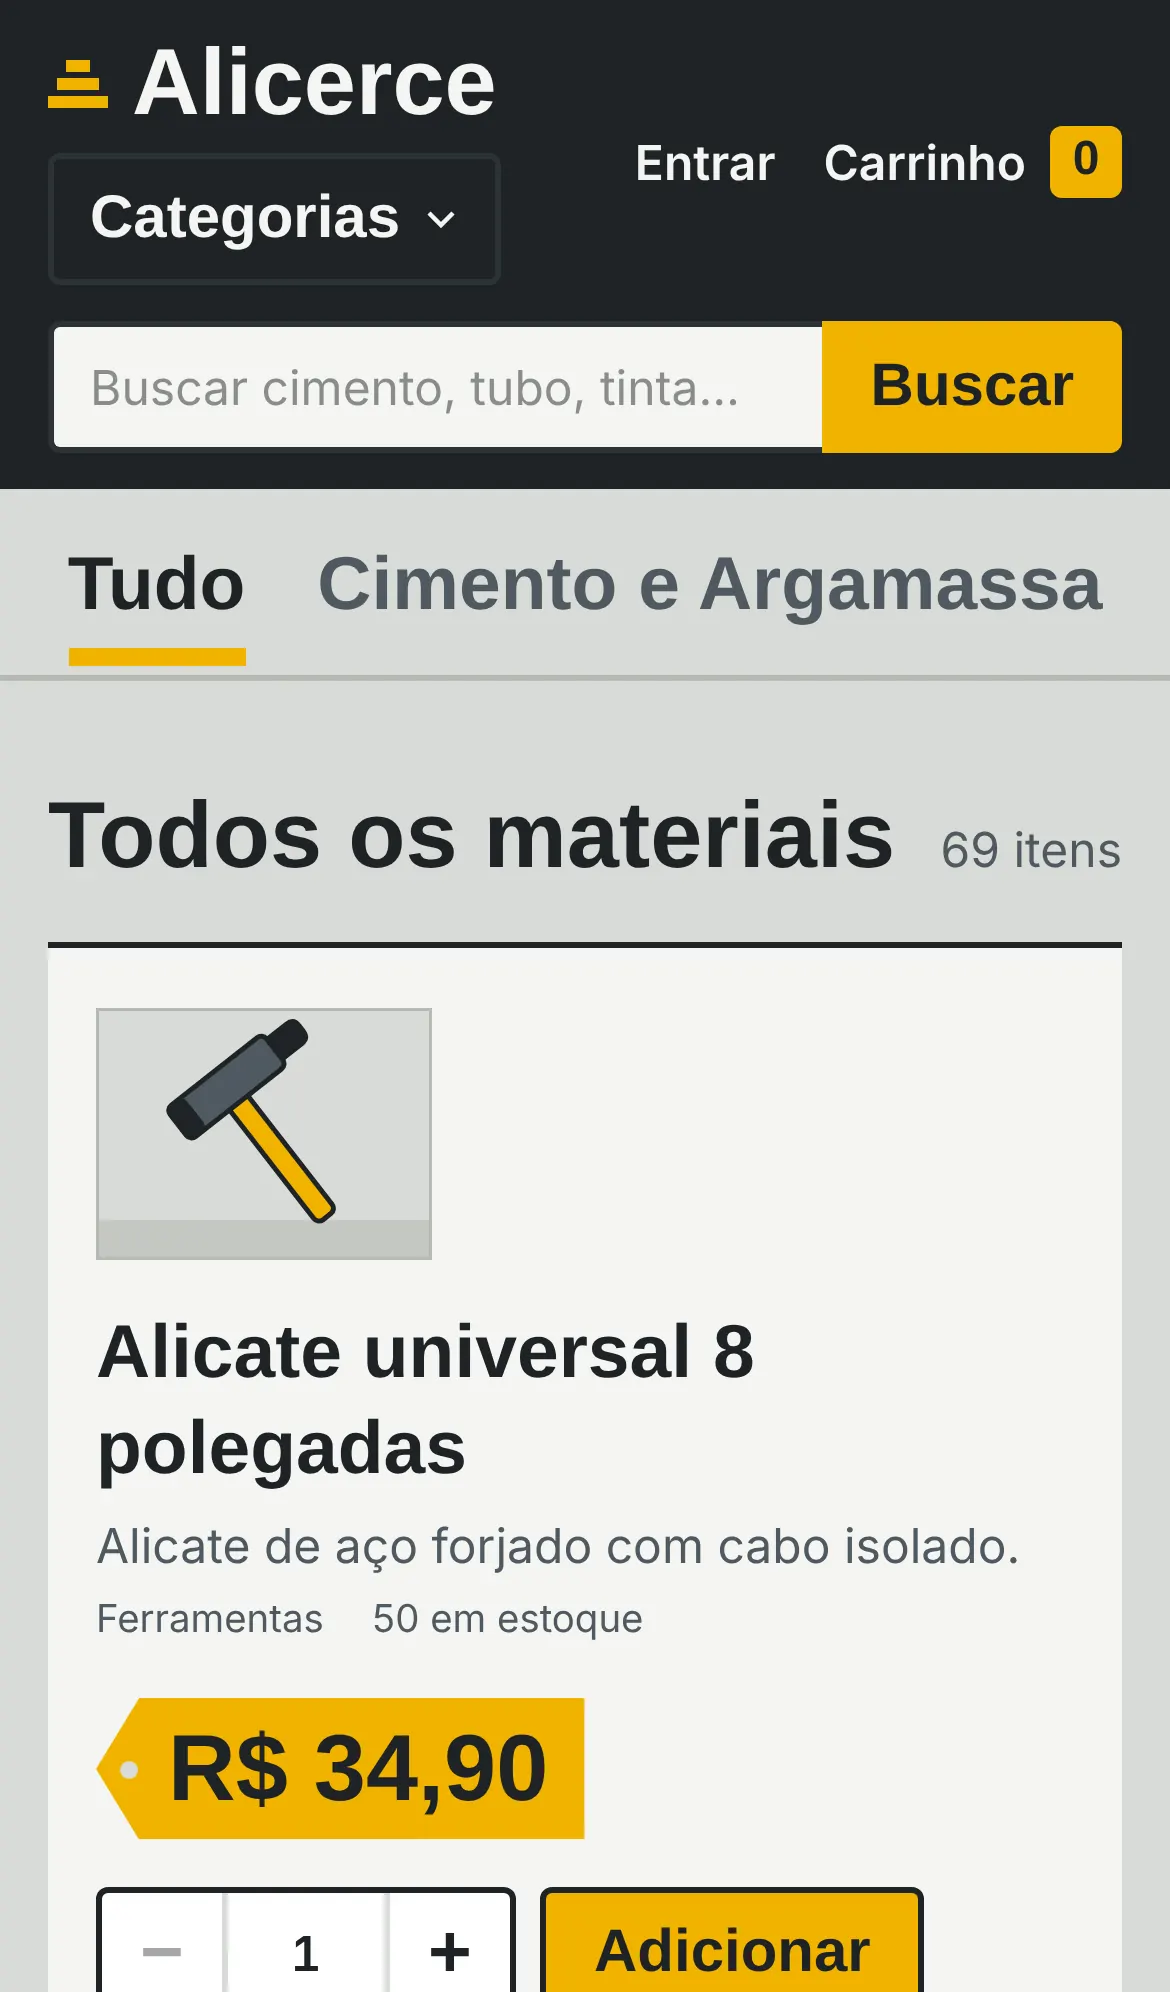 Alicerce
Categorias
Entrar Carrinho 0
Buscar cimento, tubo, tinta... Buscar
Tudo Cimento e Argamassa
Todos os materiais 69 itens
Alicate universal 8
polegadas
Alicate de aço forjado com cabo isolado.
Ferramentas 50 em estoque
R$ 34,90
− 1 + Adicionar